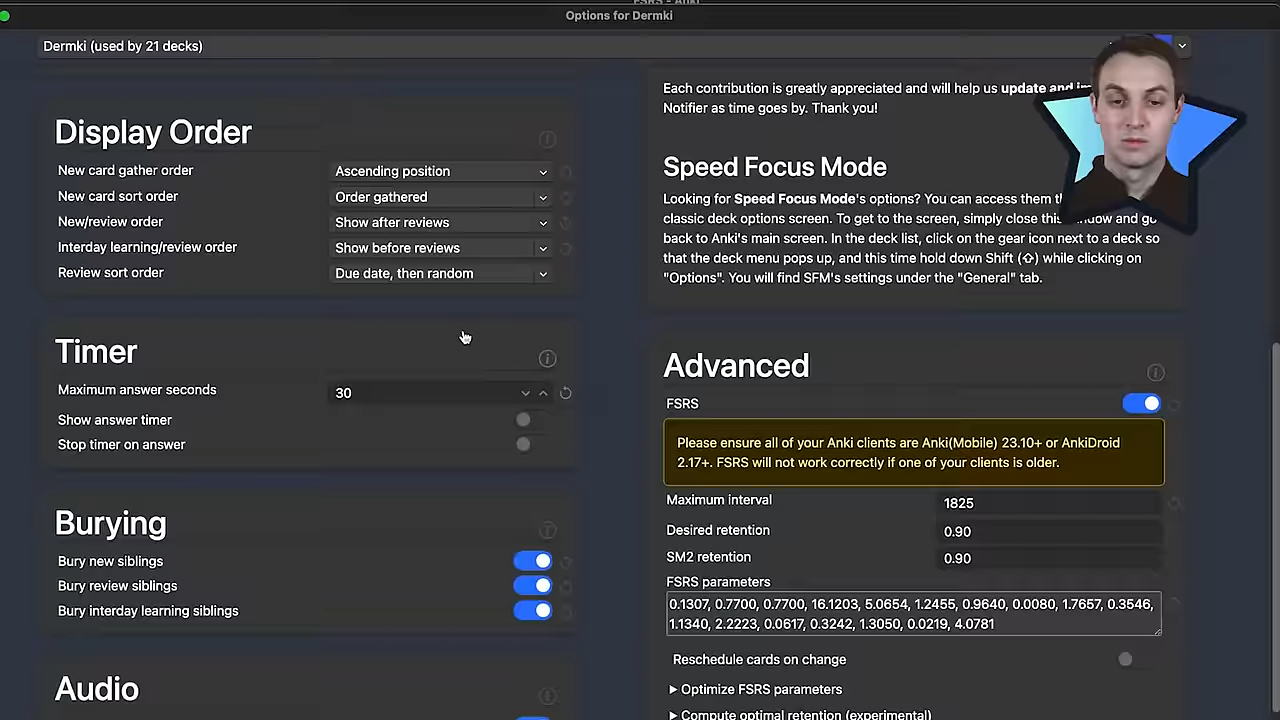 Options for Dermki
Dermki (used by 21 decks)
Display Order
New card gather order
Ascending position
New card sort order
Order gathered
New/review order
Show after reviews
Interday learning/review order
Show before reviews
Review sort order
Due date, then random
Timer
Maximum answer seconds
30
Show answer timer
Stop timer on answer
Burying
Bury new siblings
Bury review siblings
Bury interday learning siblings
Audio
Each contribution is greatly appreciated and will help us update and
Notifier as time goes by. Thank you!
Speed Focus Mode
Looking for Speed Focus Mode's options? You can access them
classic deck options screen. To get to the screen, simply close this window and go
back to Anki's main screen. In the deck list, click on the gear icon next to a deck so
that the deck menu pops up, and this time hold down Shift (⇧) while clicking on
"Options". You will find SFM's settings under the "General" tab.
Advanced
FSRS
Please ensure all of your Anki clients are Anki(Mobile) 23.10+ or AnkiDroid
2.17+. FSRS will not work correctly if one of your clients is older.
Maximum interval
1825
Desired retention
0.90
SM2 retention
0.90
FSRS parameters
0.1307, 0.7700, 0.7700, 16.1203, 5.0654, 1.2455, 0.9640, 0.0080, 1.7657, 0.3546,
1.1340, 2.2223, 0.0617, 0.3242, 1.3050, 0.0219, 4.0781
Reschedule cards on change
Optimize FSRS parameters
Compute optimal retention (experimental)